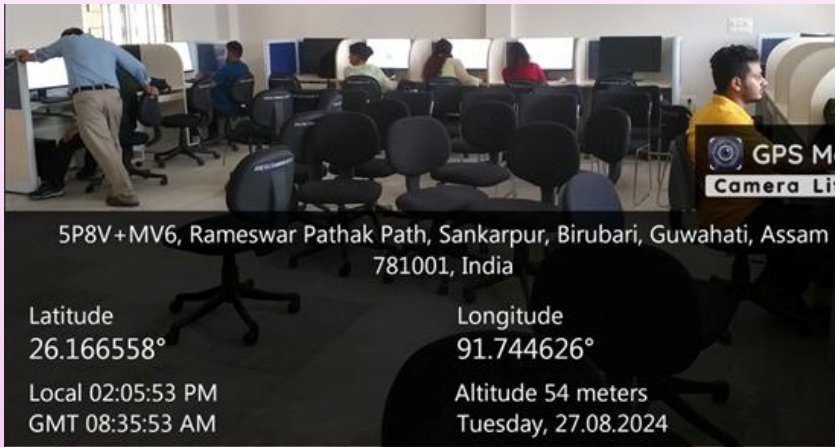 GPS M
Camera Li
5P8V+MV6, Rameswar Pathak Path, Sankarpur, Birubari, Guwahati, Assam
781001, India
Latitude
26.166558°
Longitude
91.744626°
Local 02:05:53 PM
GMT 08:35:53 AM
Altitude 54 meters
Tuesday, 27.08.2024